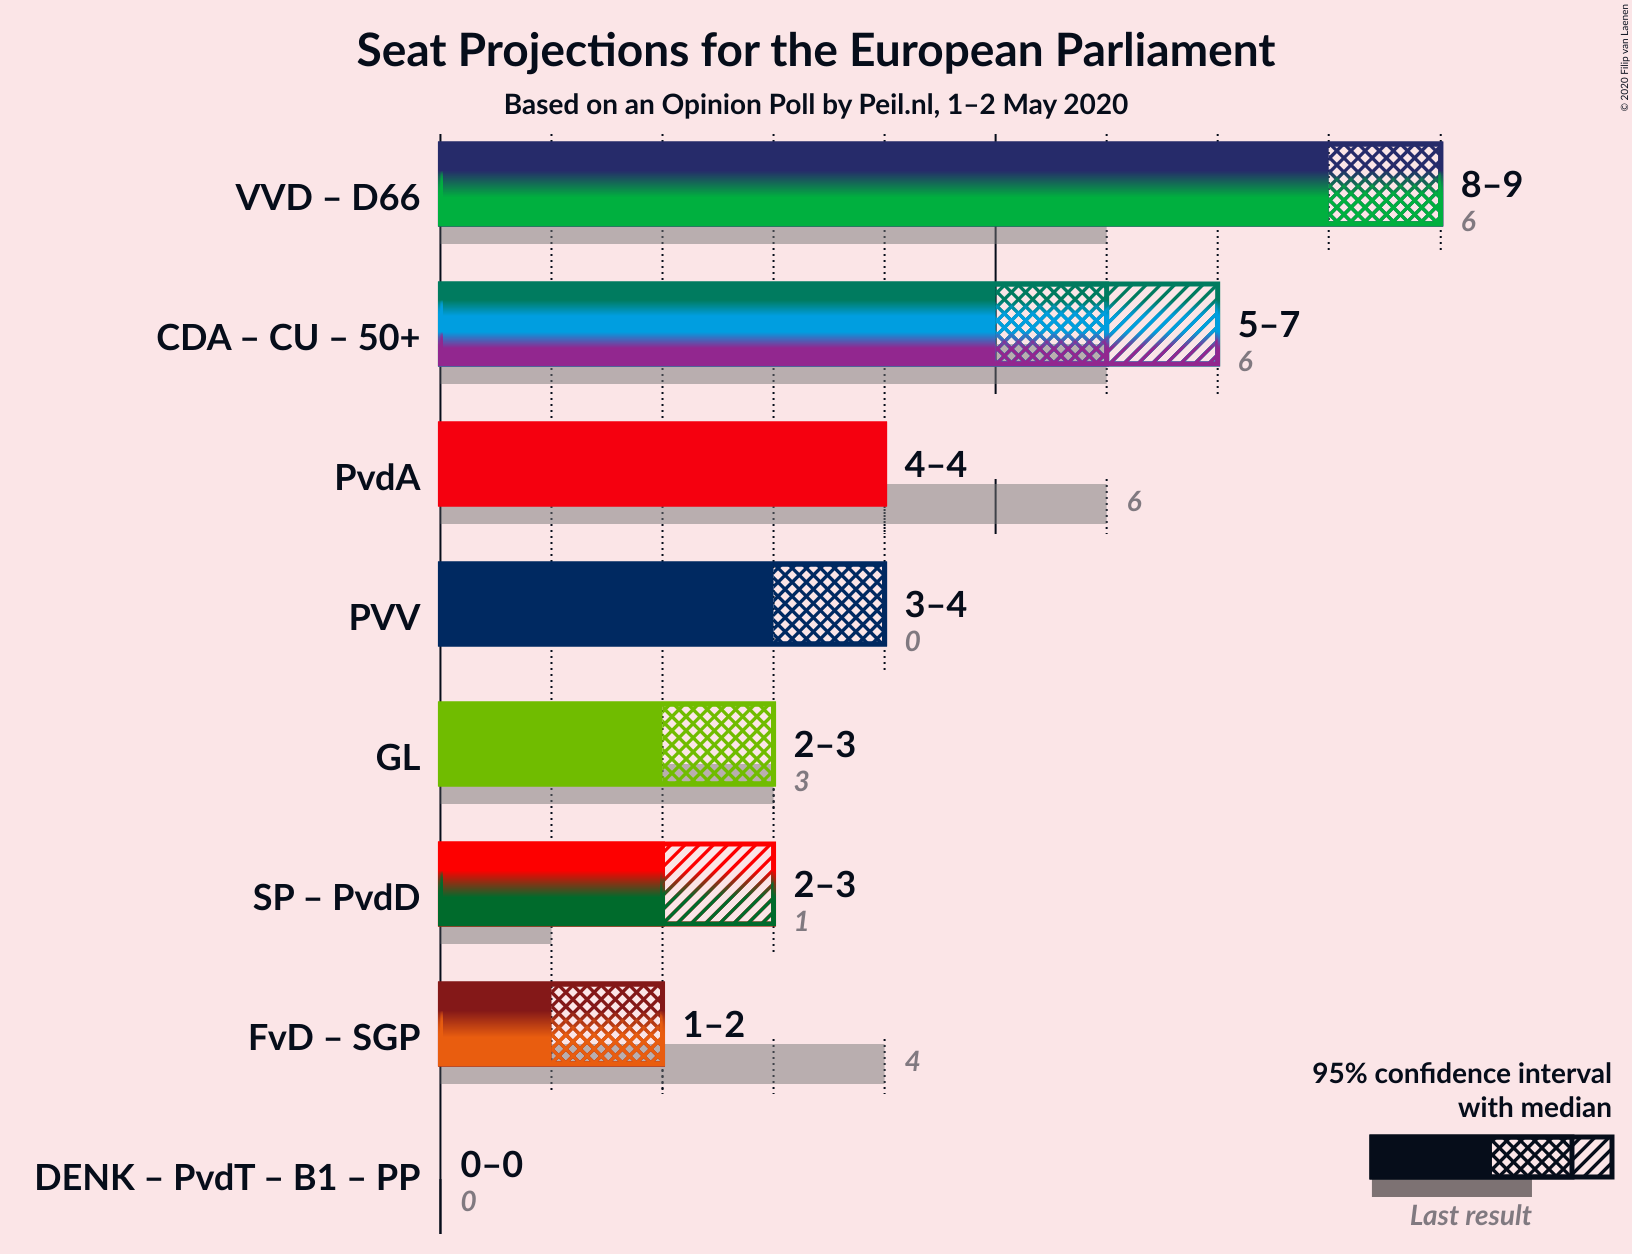 Seat Projections for the European Parliament
Based on an Opinion Poll by Peil.nl, 1–2 May 2020
© 2020 Filip van Laenen
VVD – D66
8–9
6
CDA – CU – 50+
5–7
6
PvdA
4–4
6
PVV
3–4
0
GL
2–3
3
SP – PvdD
2–3
1
FvD – SGP
1–2
4
DENK – PvdT – B1 – PP
0–0
0
95% confidence interval
with median
Last result